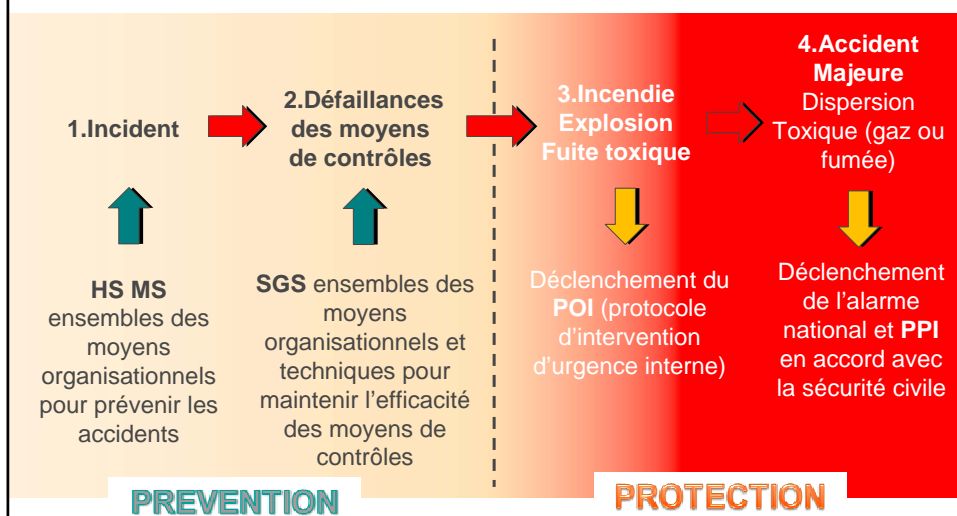 1.Incident
2.Défaillances
des moyens
de contrôles
3.Incendie
Explosion
Fuite toxique
4.Accident
Majeure
Dispersion
Toxique (gaz ou
fumée)
HS MS
ensembles des
moyens
organisationnels
pour prévenir les
accidents
SGS ensembles des
moyens
organisationnels et
techniques pour
maintenir l'efficacité
des moyens de
contrôles
Déclenchement du
POI (protocole
d'intervention
d'urgence interne)
Déclenchement
de l'alarme
national et PPI
en accord avec
la sécurité civile
PREVENTION
PROTECTION